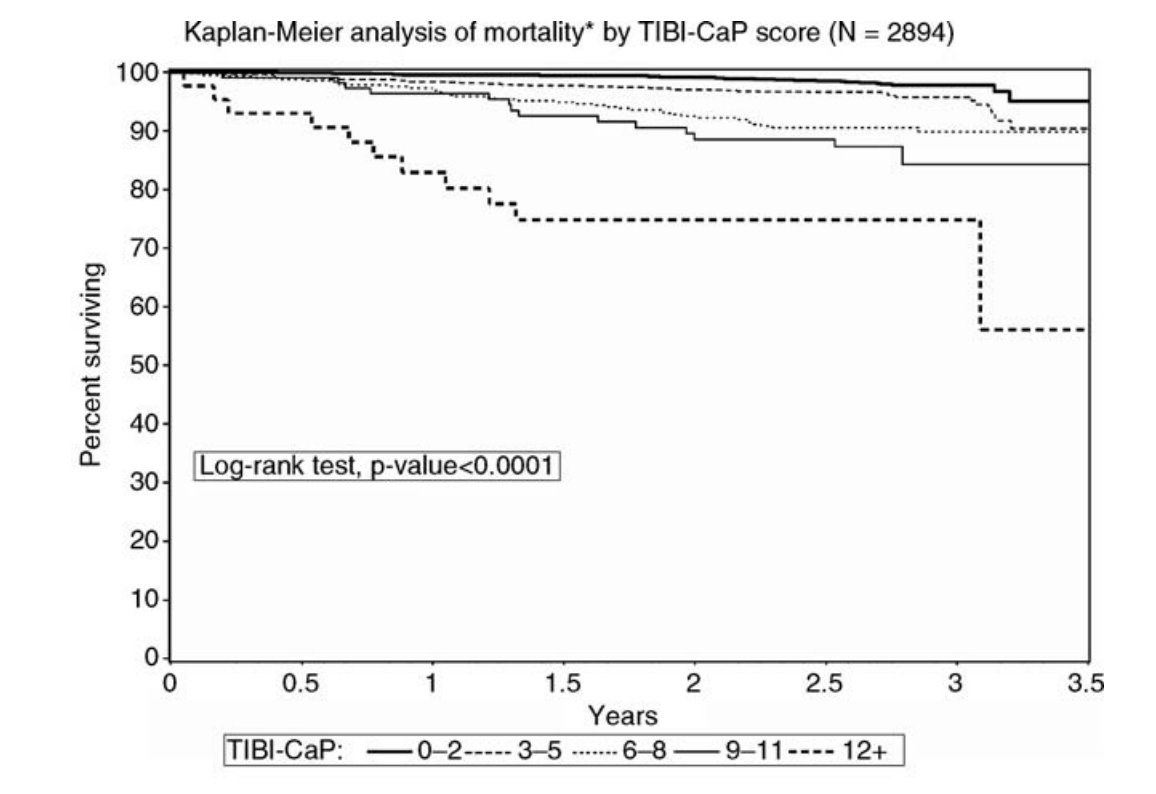 Kaplan-Meier analysis of mortality* by TIBI-CaP score (N = 2894)
100
90
80
70
60
50
40
30
20
10
0
Percent surviving
Log-rank test, p-value<0.0001
0 0.5 1 1.5 2 2.5 3 3.5
Years
TIBI-CaP: 0–2 3–5 6–8 9–11 12+